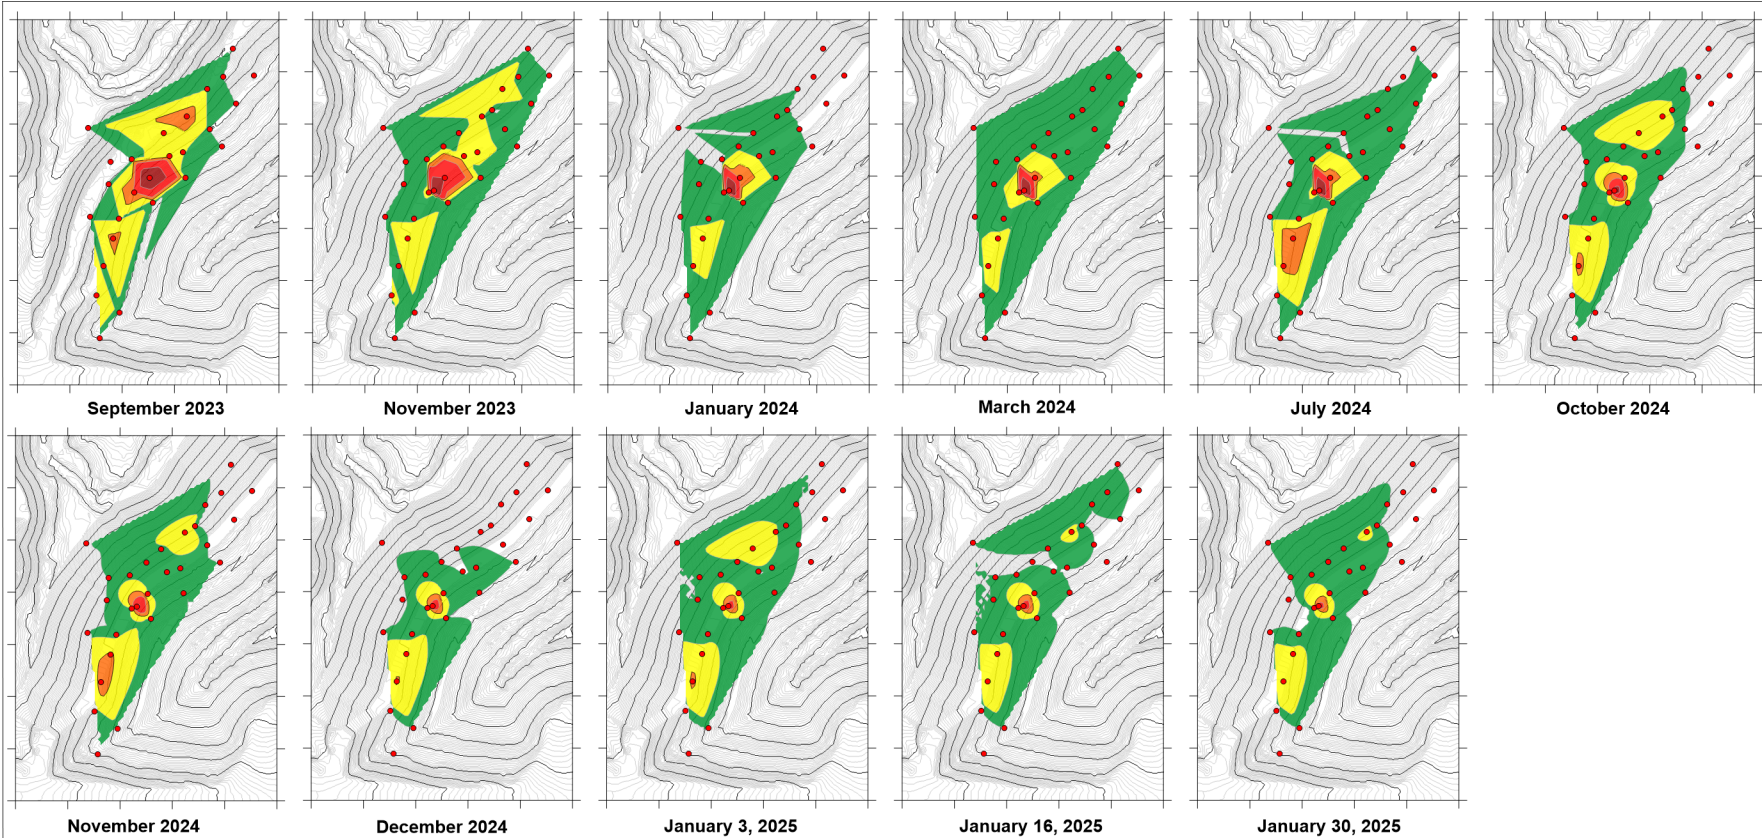 September 2023
November 2023
January 2024
March 2024
July 2024
October 2024
November 2024
December 2024
January 3, 2025
January 16, 2025
January 30, 2025